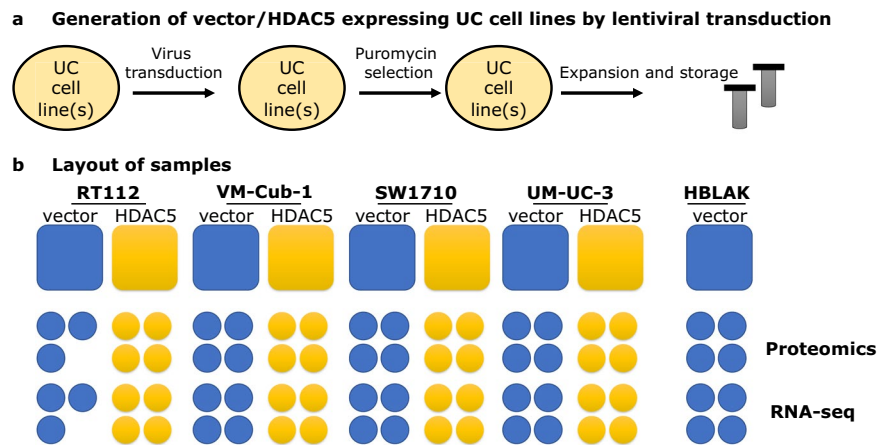 a Generation of vector/HDAC5 expressing UC cell lines by lentiviral transduction
UC
cell
line(s)
Virus
transduction
UC
cell
line(s)
Puromycin
selection
UC
cell
line(s)
Expansion and storage
b Layout of samples
RT112 VM-Cub-1 SW1710 UM-UC-3 HBLAK
vector HDAC5 vector HDAC5 vector HDAC5 vector HDAC5 vector
Proteomics
RNA-seq